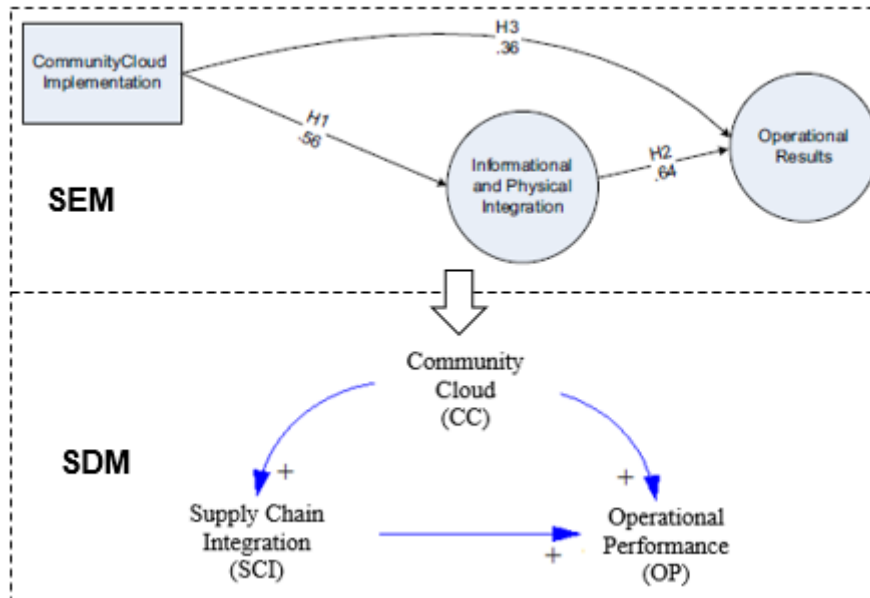 CommunityCloud
Implementation
H3
.36
H1
.56
Informational
and Physical
Integration
H2
.64
Operational
Results
SEM
Community
Cloud
(CC)
SDM
+
+
Supply Chain
Integration
(SCI)
+
Operational
Performance
(OP)